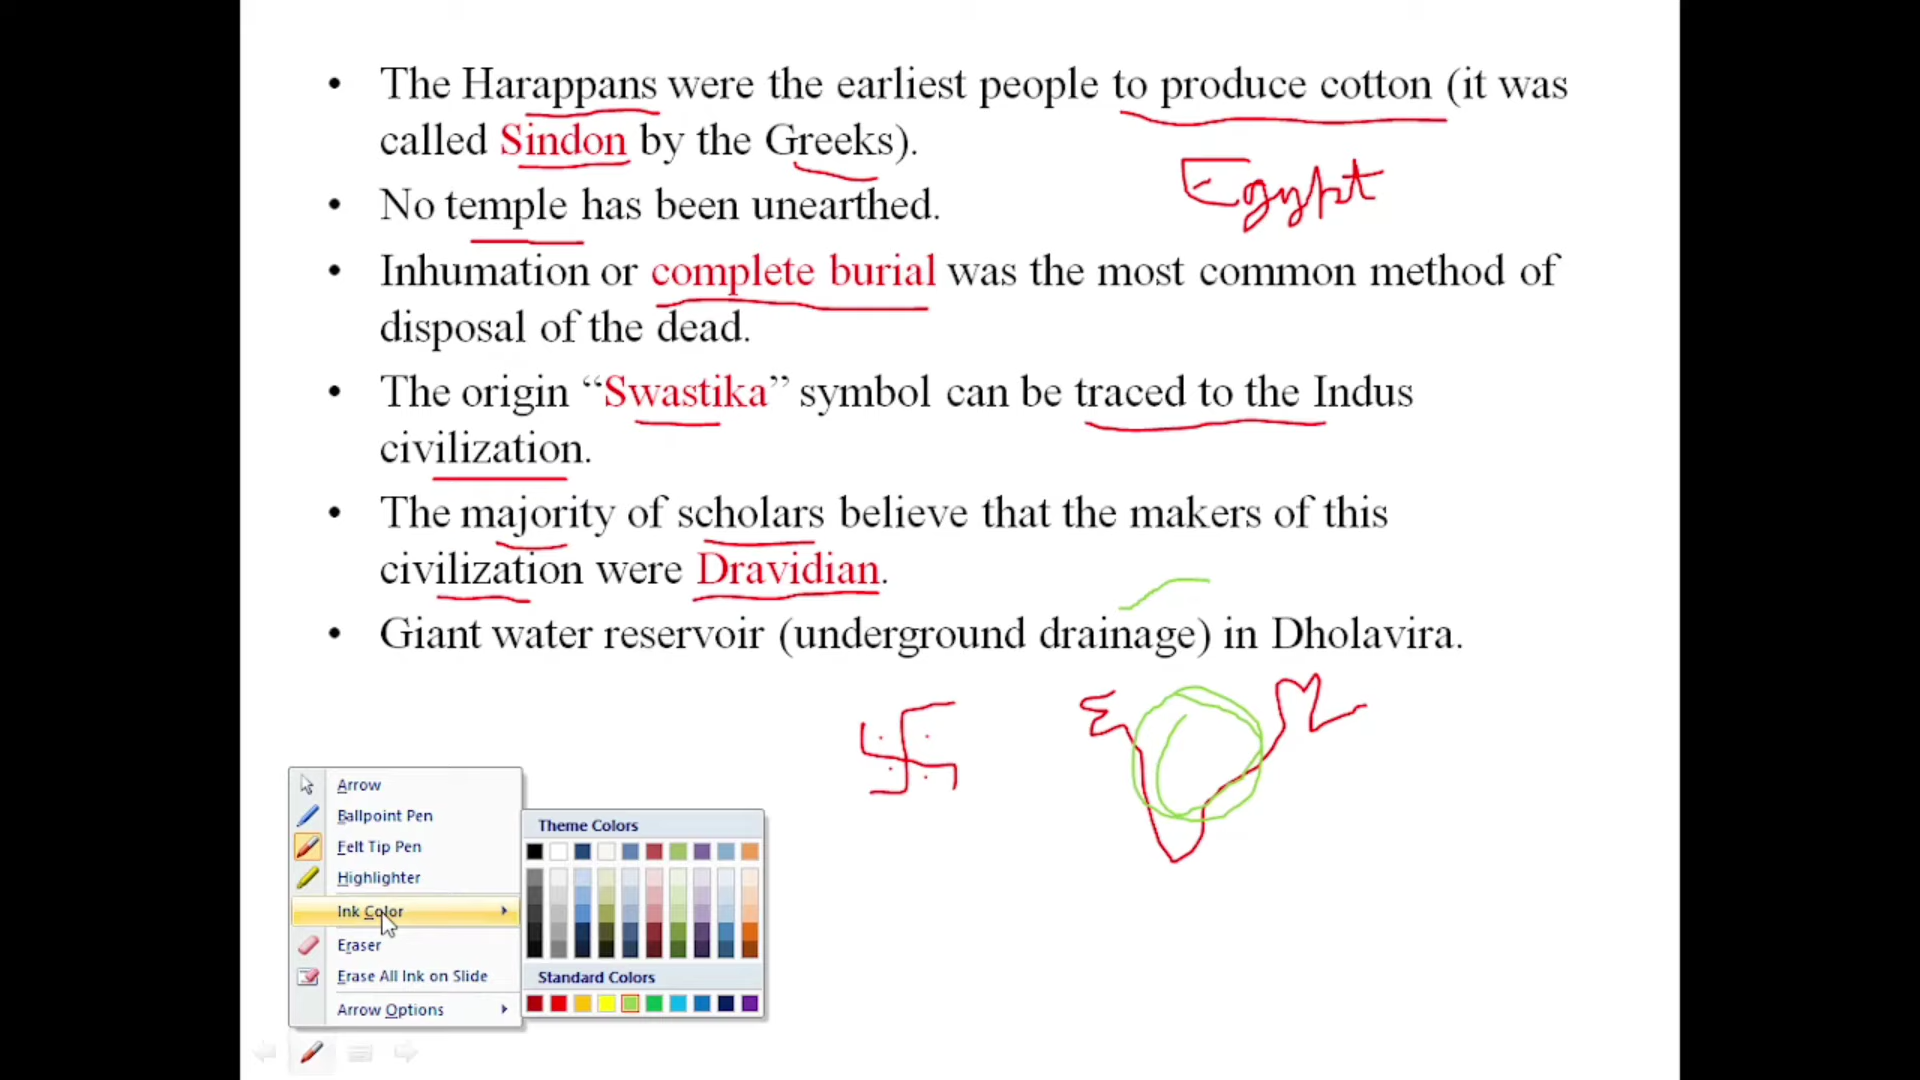 • The Harappans were the earliest people to produce cotton (it was
called Sindon by the Greeks).
Egypt
• No temple has been unearthed.
• Inhumation or complete burial was the most common method of
disposal of the dead.
• The origin “Swastika” symbol can be traced to the Indus
civilization.
• The majority of scholars believe that the makers of this
civilization were Dravidian.
• Giant water reservoir (underground drainage) in Dholavira.
Arrow
Ballpoint Pen
Felt Tip Pen
Highlighter
Ink Color
Eraser
Erase All Ink on Slide
Arrow Options
Theme Colors
Standard Colors